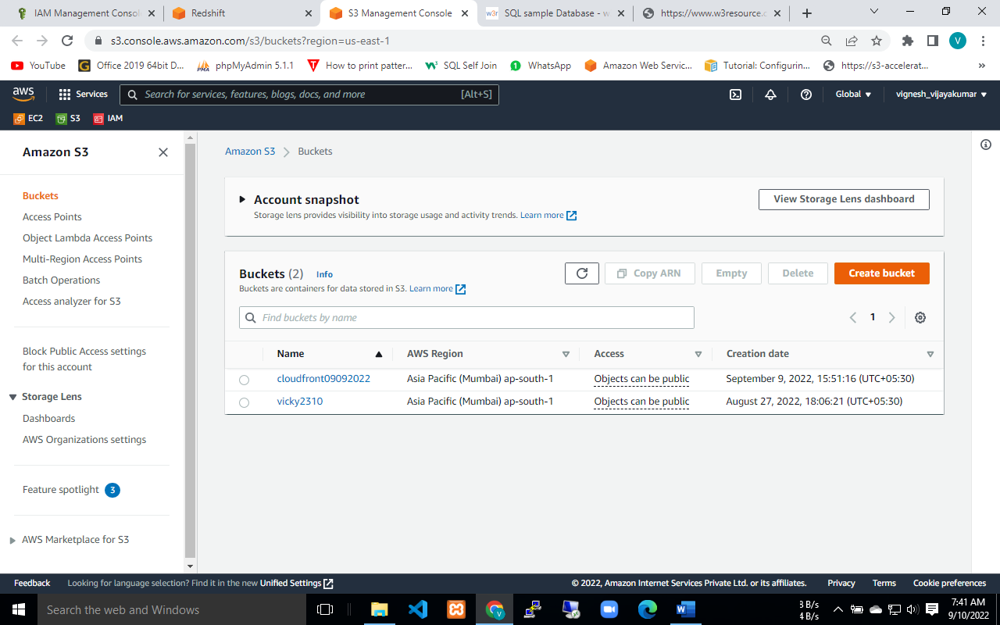 IAM Management Consol
Redshift
S3 Management Console
w3r
SQL sample Database - w
https://www.w3resource.c
s3.console.aws.amazon.com/s3/buckets?region=us-east-1
V
YouTube
G
Office 2019 64bit D...
PMA
phpMyAdmin 5.1.1
T
How to print patter...
SQL Self Join
1
WhatsApp
Amazon Web Servic...
Tutorial: Configurin...
https://s3-accelerat...
»
aws
Services
Search for services, features, blogs, docs, and more
[Alt+S]
Global
vignesh_vijayakumar
EC2
S3
IAM
Amazon S3
Buckets
Access Points
Object Lambda Access Points
Multi-Region Access Points
Batch Operations
Access analyzer for S3
Block Public Access settings
for this account
Storage Lens
Dashboards
AWS Organizations settings
Feature spotlight 3
AWS Marketplace for S3
Amazon S3
Buckets
Account snapshot
Storage lens provides visibility into storage usage and activity trends. Learn more
View Storage Lens dashboard
Buckets (2) Info
Buckets are containers for data stored in S3. Learn more
Copy ARN
Empty
Delete
Create bucket
Find buckets by name
1
Name AWS Region Access Creation date
cloudfront09092022 Asia Pacific (Mumbai) ap-south-1 Objects can be public September 9, 2022, 15:51:16 (UTC+05:30)
vicky2310 Asia Pacific (Mumbai) ap-south-1 Objects can be public August 27, 2022, 18:06:21 (UTC+05:30)
Feedback
Looking for language selection? Find it in the new Unified Settings
© 2022, Amazon Internet Services Private Ltd. or its affiliates.
Privacy
Terms
Cookie preferences
Search the web and Windows
V
W
3 B/s
4 B/s
7:41 AM
9/10/2022